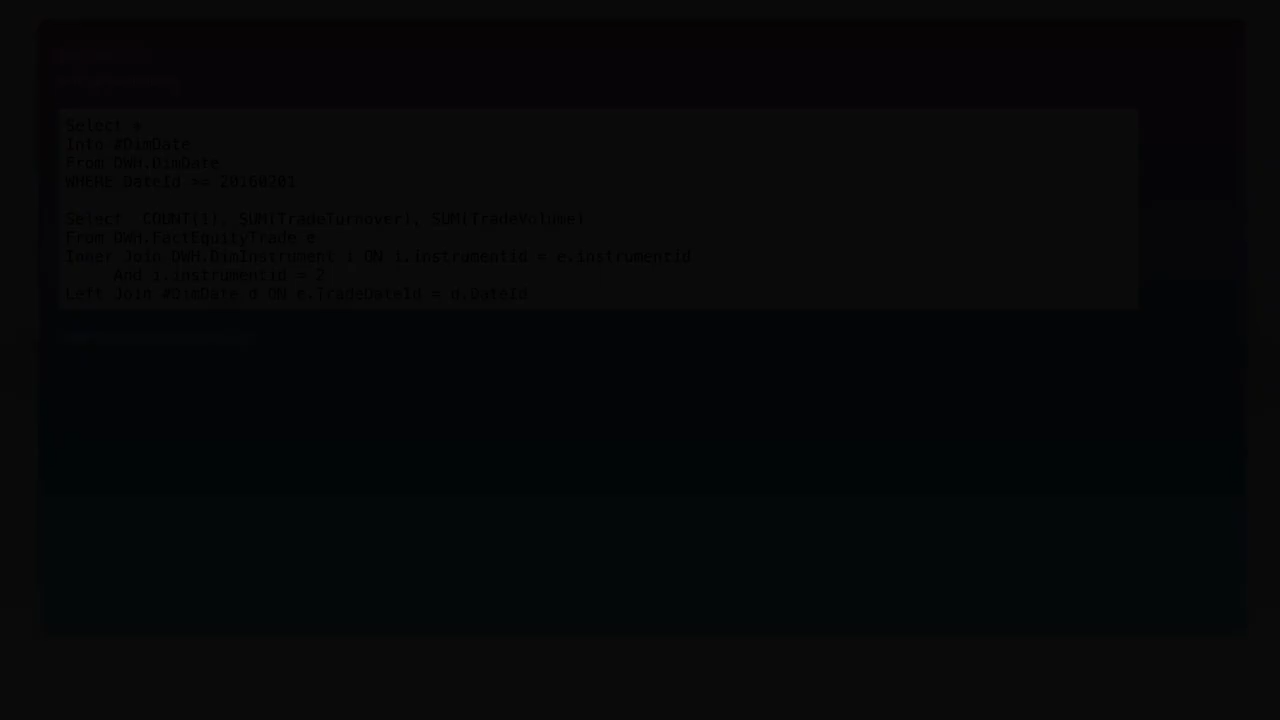 Select *
Into #DimDate
From DWH.DimDate
WHERE DateId >= 20160201
Select  COUNT(1), SUM(TradeTurnover), SUM(TradeVolume)
From DWH.FactEquityTrade e
Inner Join DWH.DimInstrument i ON i.instrumentid = e.instrumentid
     And i.instrumentid = 2
Left Join #DimDate d ON e.TradeDateId = d.DateId